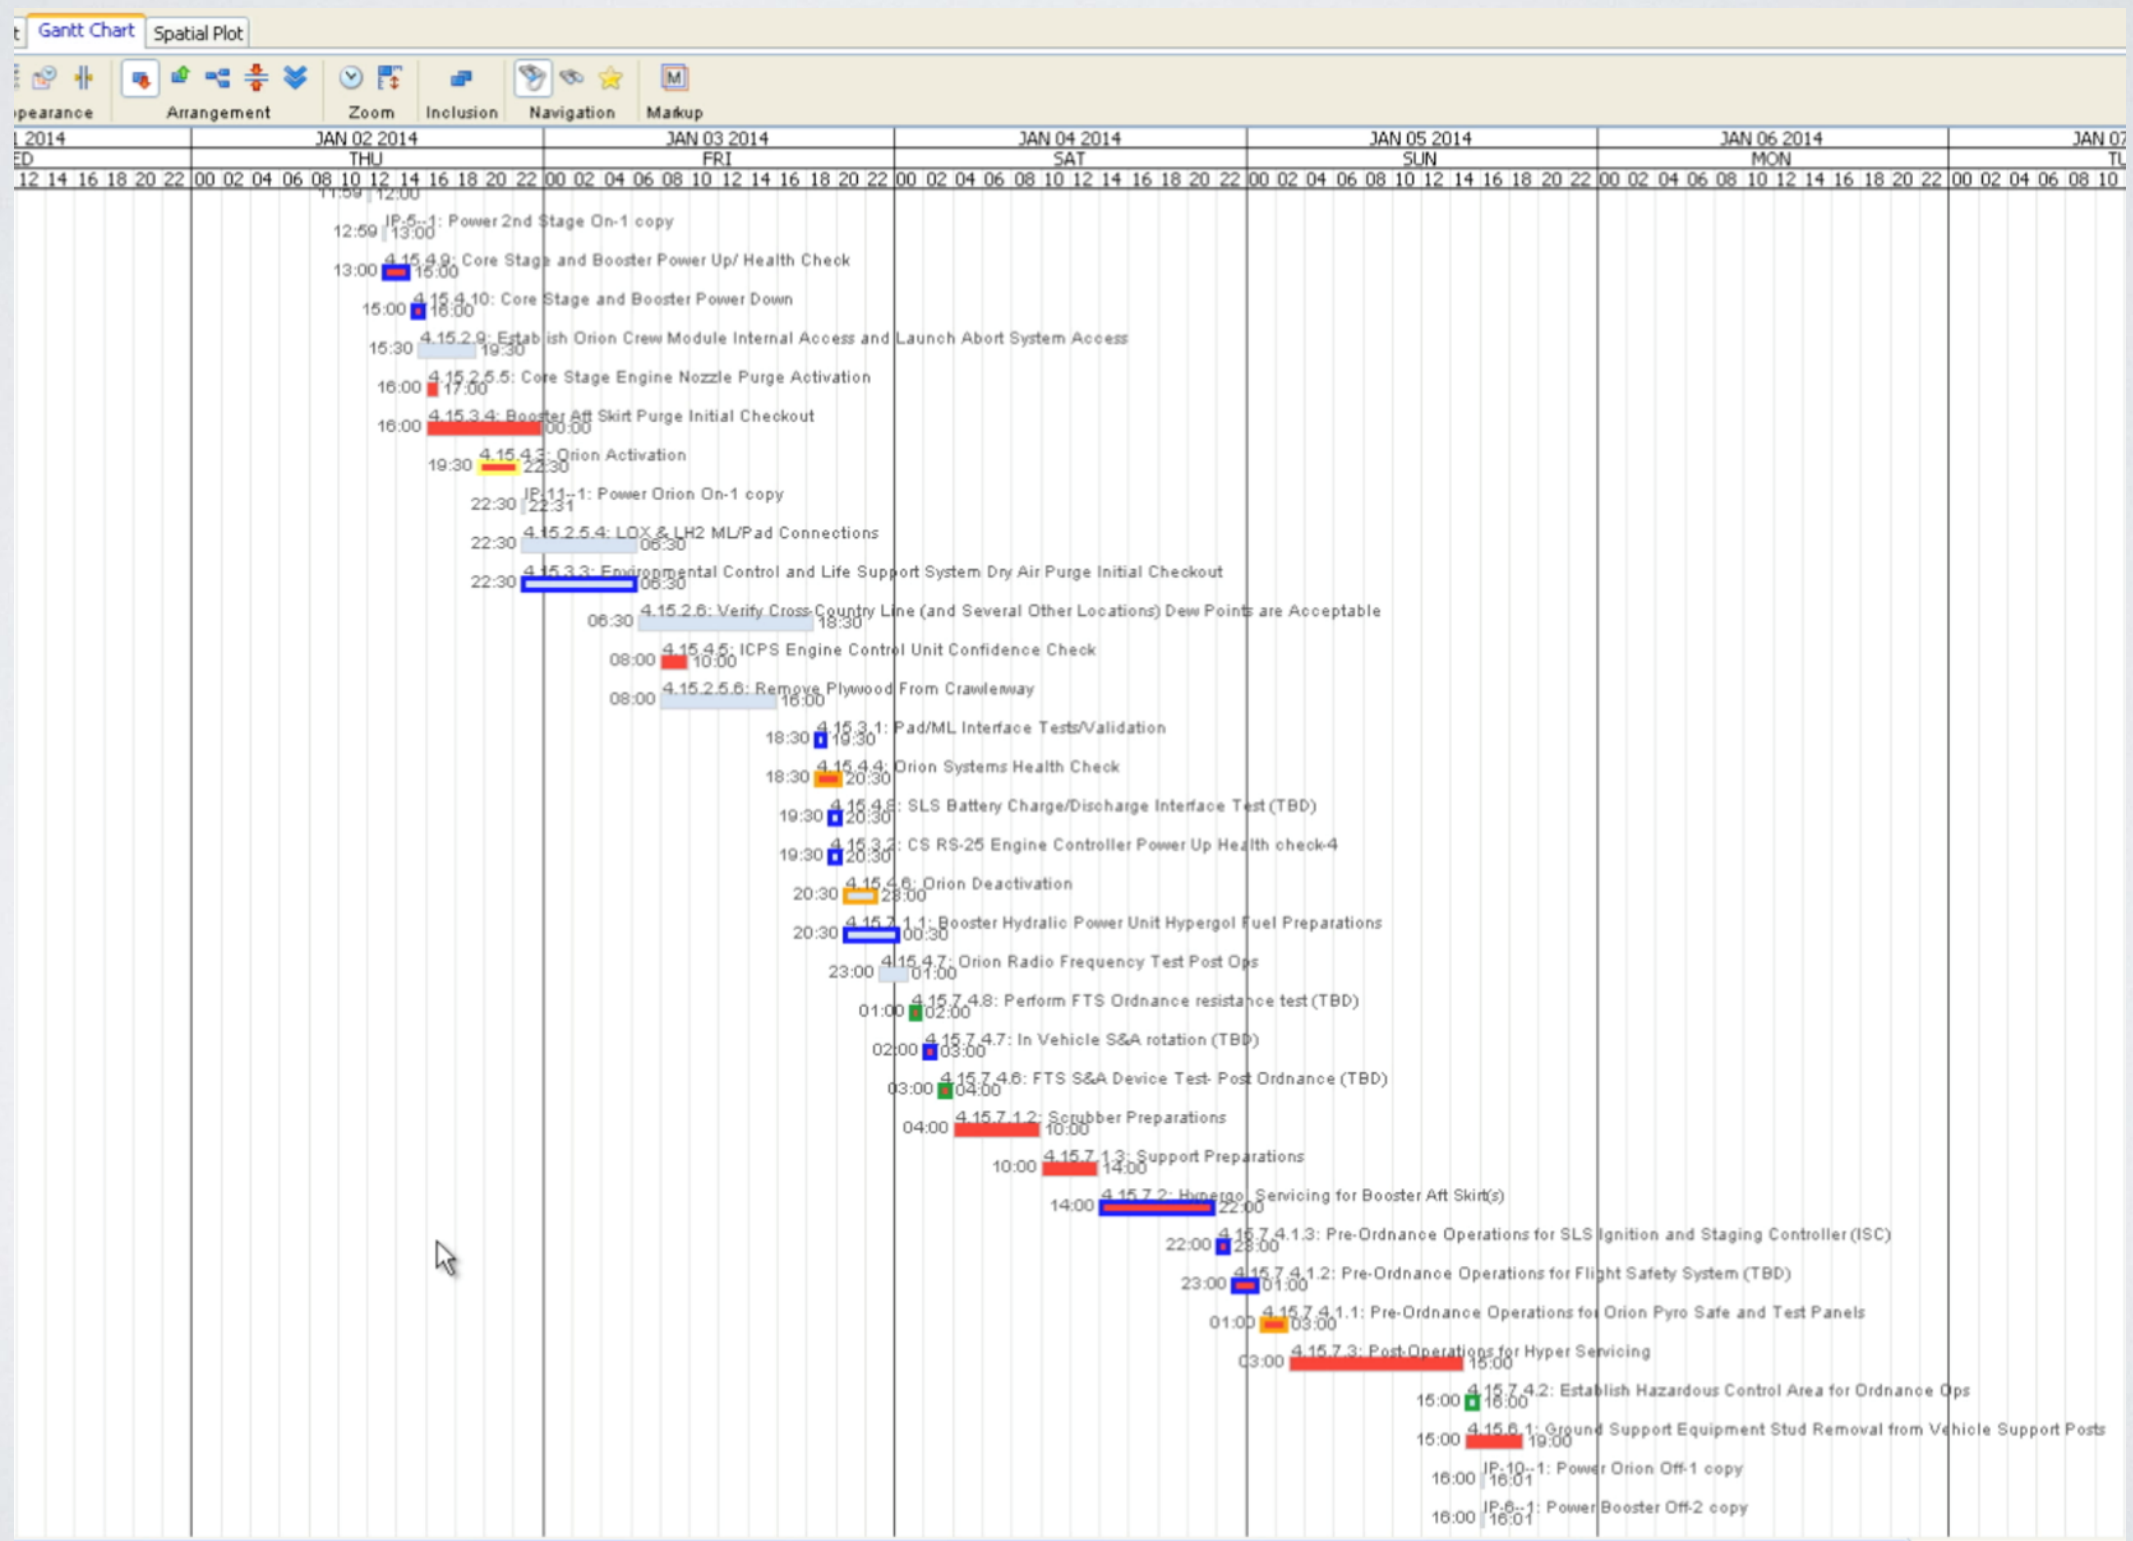 t Gantt Chart Spatial Plot
M
pearance Arrangement Zoom Inclusion Navigation Markup
1 2014 JAN 02 2014 JAN 03 2014 JAN 04 2014 JAN 05 2014 JAN 06 2014 JAN 07
ED THU FRI SAT SUN MON TU
12 14 16 18 20 22 00 02 04 06 08 10 12 14 16 18 20 22 00 02 04 06 08 10 12 14 16 18 20 22 00 02 04 06 08 10 12 14 16 18 20 22 00 02 04 06 08 10 12 14 16 18 20 22 00 02 04 06 08 10 12 14 16 18 20 22 00 02 04 06 08 10
11:59 12:00
IP-5--1: Power 2nd Stage On-1 copy
12:59 13:00
4.15.4.9: Core Stage and Booster Power Up/ Health Check
13:00 15:00
4.15.4.10: Core Stage and Booster Power Down
15:00 16:00
4.15.2.9: Establish Orion Crew Module Internal Access and Launch Abort System Access
15:30 19:30
4.15.2.5.5: Core Stage Engine Nozzle Purge Activation
16:00 17:00
4.15.3.4: Booster Aft Skirt Purge Initial Checkout
16:00 00:00
4.15.4.3: Orion Activation
19:30 22:30
IP-11--1: Power Orion On-1 copy
22:30 22:31
4.15.2.5.4: LOX & LH2 ML/Pad Connections
22:30 06:30
4.15.3.3: Environmental Control and Life Support System Dry Air Purge Initial Checkout
22:30 06:30
4.15.2.6: Verify Cross-Country Line (and Several Other Locations) Dew Points are Acceptable
06:30 18:30
4.15.4.5: ICPS Engine Control Unit Confidence Check
08:00 10:00
4.15.2.5.6: Remove Plywood From Crawlerway
08:00 16:00
4.15.3.1: Pad/ML Interface Tests/Validation
18:30 19:30
4.15.4.4: Orion Systems Health Check
18:30 20:30
4.15.4.8: SLS Battery Charge/Discharge Interface Test (TBD)
19:30 20:30
4.15.3.2: CS RS-25 Engine Controller Power Up Health check-4
19:30 20:30
4.15.4.6: Orion Deactivation
20:30 23:00
4.15.7.1.1: Booster Hydralic Power Unit Hypergol Fuel Preparations
20:30 00:30
4.15.4.7: Orion Radio Frequency Test Post Ops
23:00 01:00
4.15.7.4.8: Perform FTS Ordnance resistance test (TBD)
01:00 02:00
4.15.7.4.7: In Vehicle S&A rotation (TBD)
02:00 03:00
4.15.7.4.6: FTS S&A Device Test- Post Ordnance (TBD)
03:00 04:00
4.15.7.1.2: Scrubber Preparations
04:00 10:00
4.15.7.1.3: Support Preparations
10:00 14:00
4.15.7.2: Hypergol Servicing for Booster Aft Skirt(s)
14:00 22:00
4.15.7.4.1.3: Pre-Ordnance Operations for SLS Ignition and Staging Controller (ISC)
22:00 23:00
4.15.7.4.1.2: Pre-Ordnance Operations for Flight Safety System (TBD)
23:00 01:00
4.15.7.4.1.1: Pre-Ordnance Operations for Orion Pyro Safe and Test Panels
01:00 03:00
4.15.7.3: Post-Operations for Hyper Servicing
03:00 15:00
4.15.7.4.2: Establish Hazardous Control Area for Ordnance Ops
15:00 16:00
4.15.6.1: Ground Support Equipment Stud Removal from Vehicle Support Posts
15:00 19:00
IP-10--1: Power Orion Off-1 copy
16:00 16:01
IP-6--1: Power Booster Off-2 copy
16:00 16:01